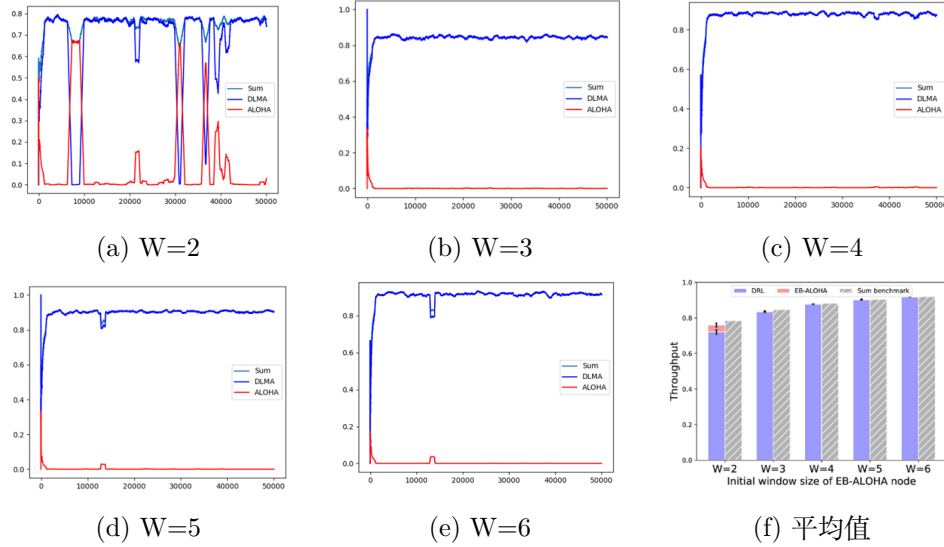 0.8
0.7
0.6
0.5
0.4
0.3
0.2
0.1
0.0
Sum
DLMA
ALOHA
0 10000 20000 30000 40000 50000
(a) W=2
1.0
0.8
0.6
0.4
0.2
0.0
Sum
DLMA
ALOHA
0 10000 20000 30000 40000 50000
(b) W=3
0.8
0.6
0.4
0.2
0.0
Sum
DLMA
ALOHA
0 10000 20000 30000 40000 50000
(c) W=4
1.0
0.8
0.6
0.4
0.2
0.0
Sum
DLMA
ALOHA
0 10000 20000 30000 40000 50000
(d) W=5
0.8
0.6
0.4
0.2
0.0
Sum
DLMA
ALOHA
0 10000 20000 30000 40000 50000
(e) W=6
DRL EB-ALOHA Sum benchmark
Throughput
1.0
0.8
0.6
0.4
0.2
0.0
W=2 W=3 W=4 W=5 W=6
Initial window size of EB-ALOHA node
(f) 平均值